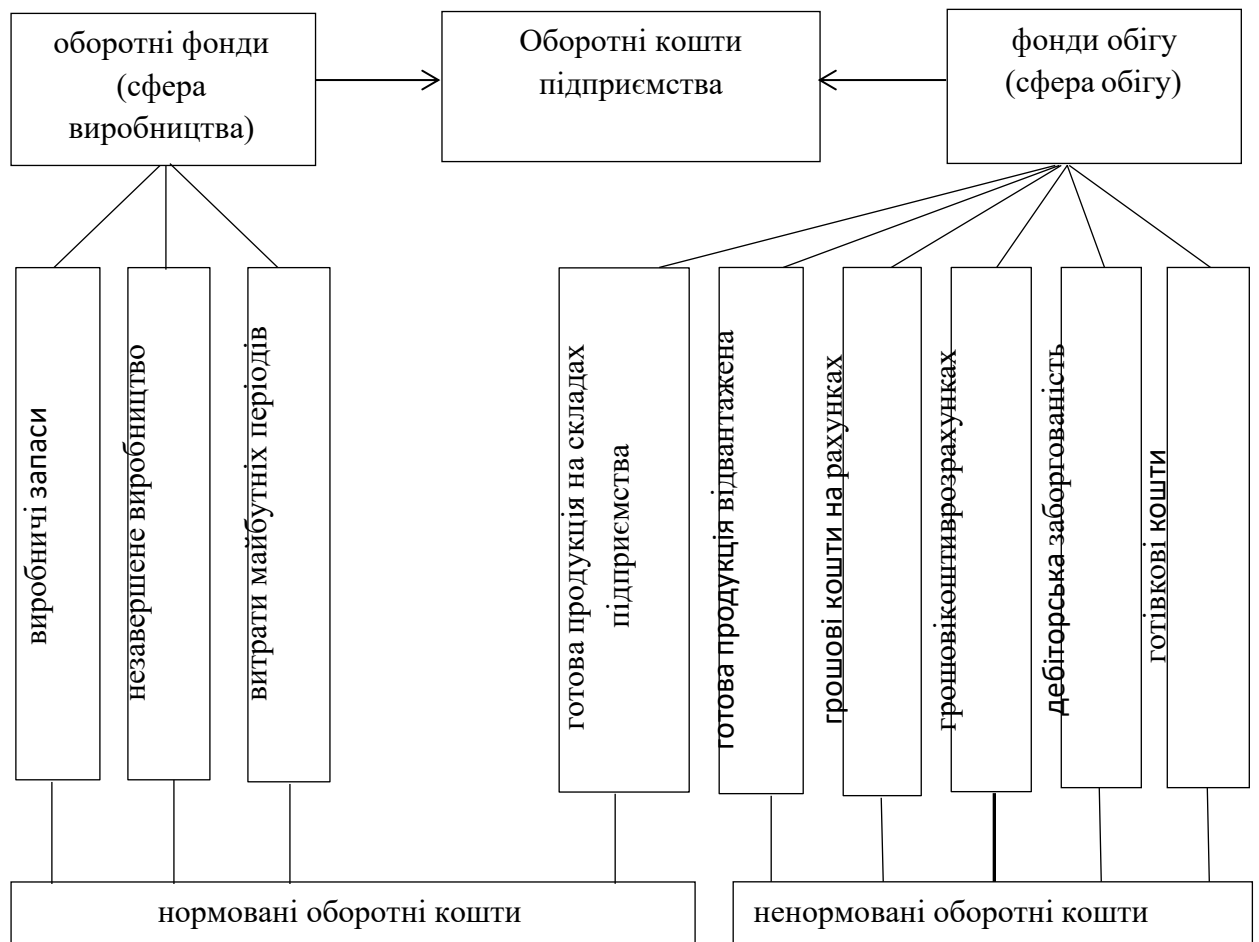 оборотні фонди
(сфера
виробництва)
Оборотні кошти
підприємства
фонди обігу
(сфера обігу)
виробничі запаси
незавершене виробництво
витрати майбутніх періодів
готова продукція на складах
підприємства
готова продукція відвантажена
грошові кошти на рахунках
грошовікоштиврозрахунках
дебіторська заборгованість
готівкові кошти
нормовані оборотні кошти
ненормовані оборотні кошти